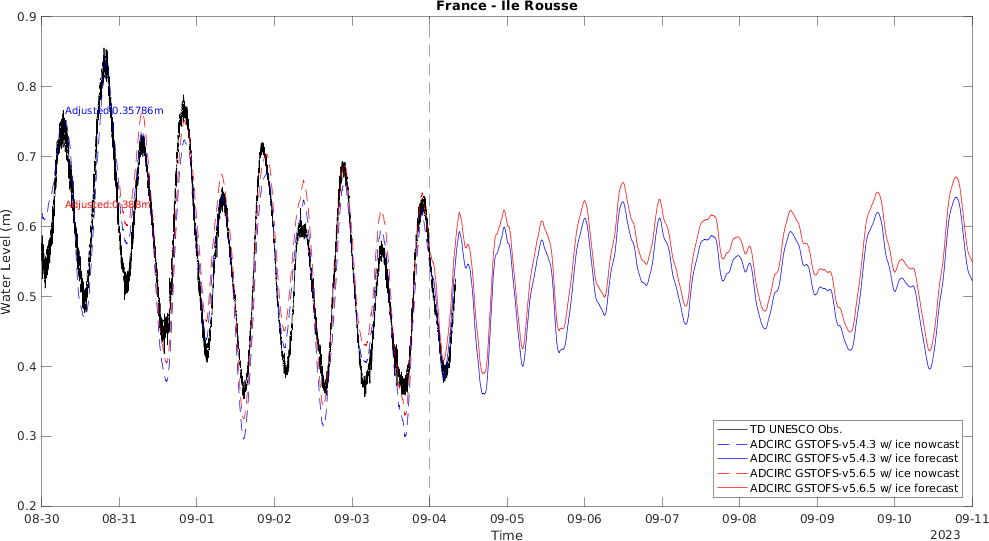 France - Ile Rousse
Water Level (m)
0.9
0.8
0.7
0.6
0.5
0.4
0.3
0.2
Adjusted:0.35786m
Adjusted:0.388m
TD UNESCO Obs.
ADCIRC GSTOFS-v5.4.3 w/ ice nowcast
ADCIRC GSTOFS-v5.4.3 w/ ice forecast
ADCIRC GSTOFS-v5.6.5 w/ ice nowcast
ADCIRC GSTOFS-v5.6.5 w/ ice forecast
08-30 08-31 09-01 09-02 09-03 09-04 09-05 09-06 09-07 09-08 09-09 09-10 09-11
Time
2023